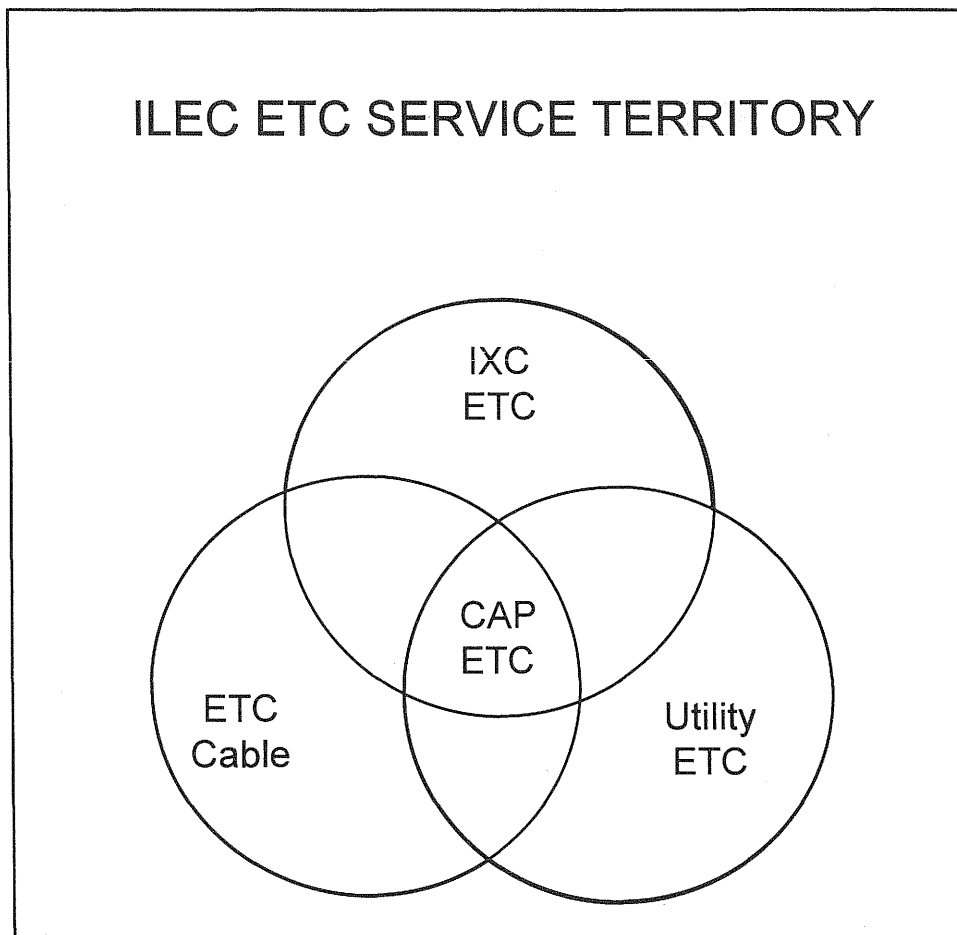 ILEC ETC SERVICE TERRITORY
IXC
ETC
CAP
ETC
ETC
Cable
Utility
ETC